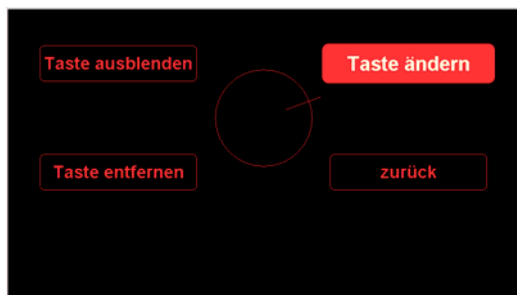 Taste ausblenden
Taste ändern
Taste entfernen
zurück